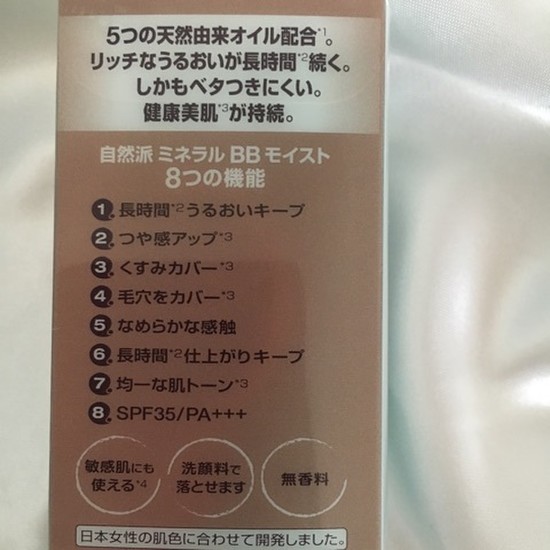 5つの天然由来オイル配合*1。
リッチなうるおいが長時間*2続く。
しかもベタつきにくい。
健康美肌*3が持続。
自然派 ミネラル BB モイスト
8つの機能
1 長時間*2うるおいキープ
2 つや感アップ*3
3 くすみカバー*3
4 毛穴をカバー*3
5 なめらかな感触
6 長時間*2仕上がりキープ
7 均一な肌トーン*3
8 SPF35/PA+++
敏感肌にも
使える*4
洗顔料で
落とせます
無香料
日本女性の肌色に合わせて開発しました。